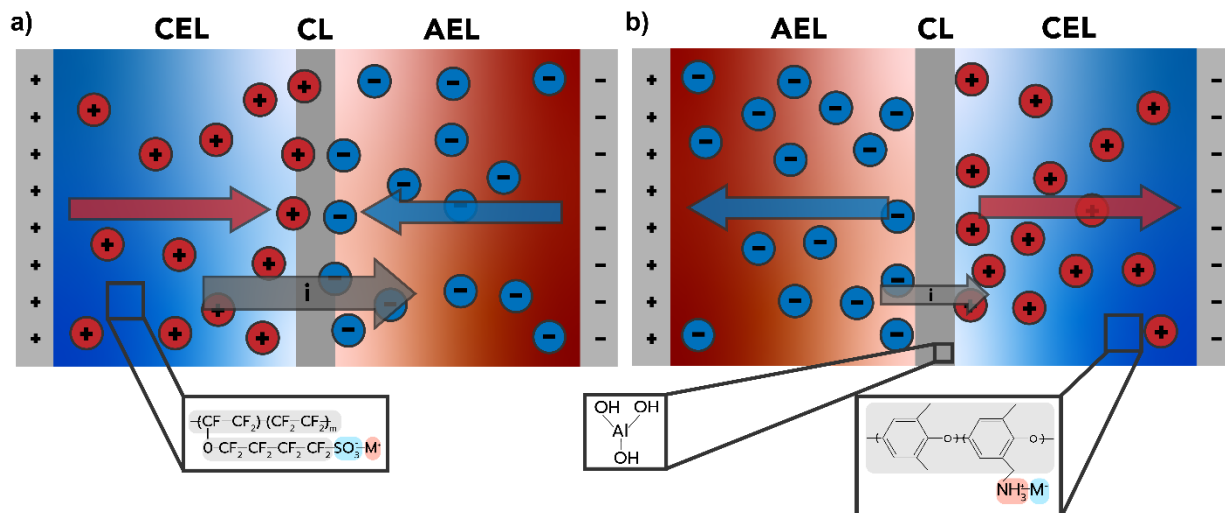 a)
CEL CL AEL
i
b)
AEL CL CEL
i
-(CF CF₂)-(CF₂ CF₂)ₘ
O-CF₂-CF₂-CF₂-CF₂-SO₃⁻-M⁺
OH OH
Al
OH
-( O )( O )-
NH₃⁺-M⁻